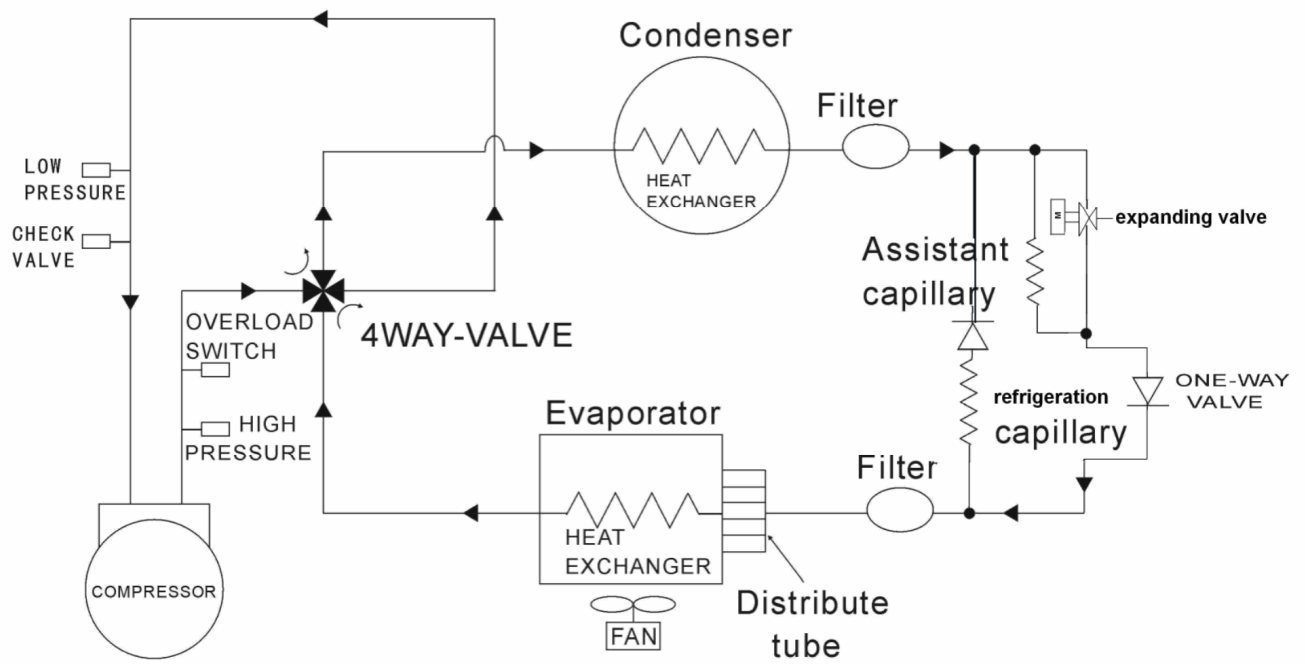 Condenser
HEAT
EXCHANGER
Filter
LOW
PRESSURE
CHECK
VALVE
M
expanding valve
Assistant
capillary
OVERLOAD
SWITCH
4WAY-VALVE
HIGH
PRESSURE
ONE-WAY
VALVE
refrigeration
capillary
Evaporator
HEAT
EXCHANGER
Filter
Distribute
tube
FAN
COMPRESSOR